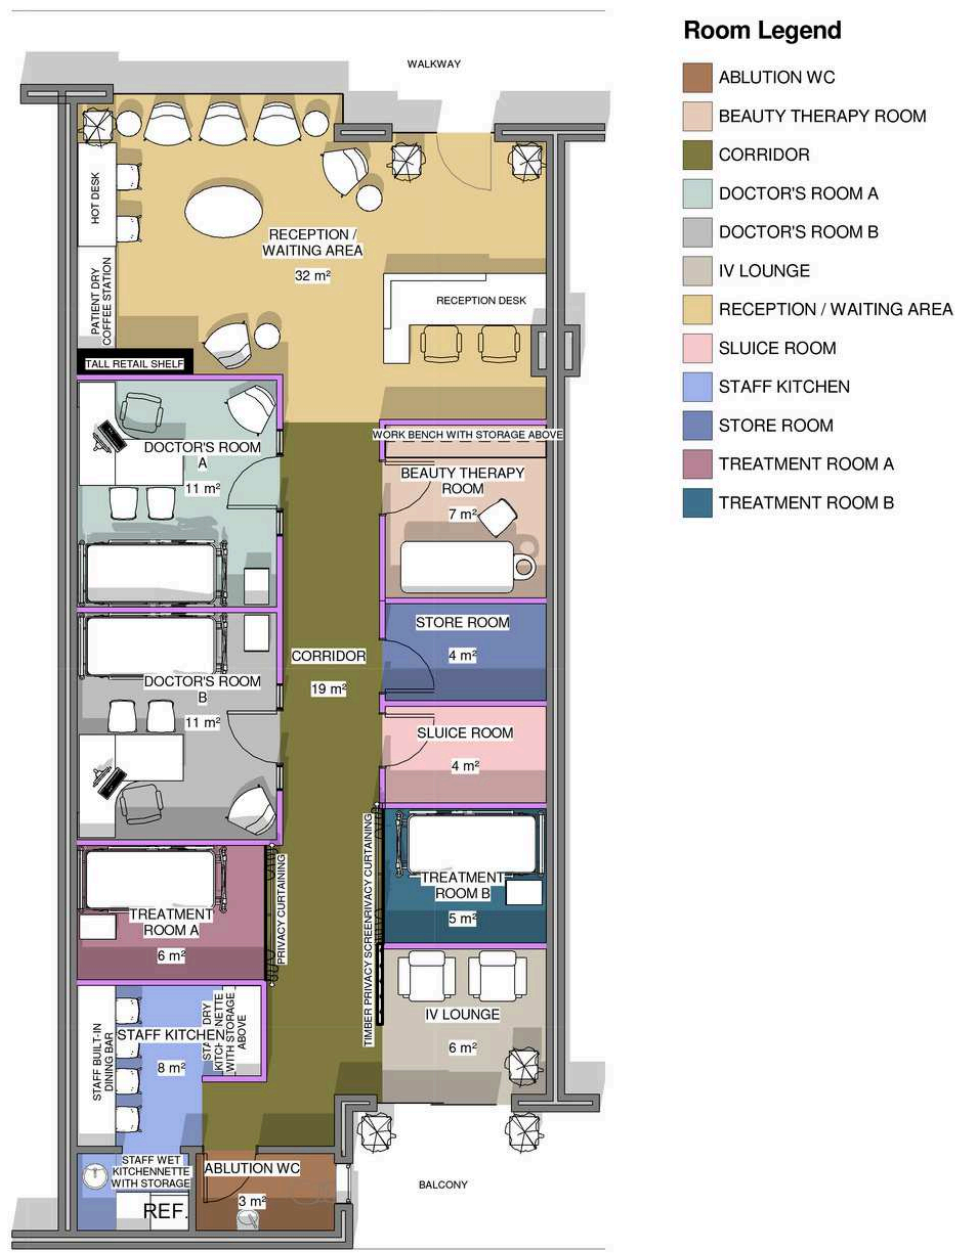 WALKWAY
HOT DESK
RECEPTION /
WAITING AREA
32 m²
PATIENT DRY
COFFEE STATION
RECEPTION DESK
TALL RETAIL SHELF
DOCTOR'S ROOM
A
11 m²
WORK BENCH WITH STORAGE ABOVE
BEAUTY THERAPY
ROOM
7 m²
STORE ROOM
4 m²
CORRIDOR
19 m²
DOCTOR'S ROOM
B
11 m²
SLUICE ROOM
4 m²
TREATMENT
ROOM A
6 m²
PRIVACY CURTAINING
TIMBER PRIVACY SCREEN
CURTAINING
TREATMENT
ROOM B
5 m²
IV LOUNGE
6 m²
STAFF BUILT-IN
DINING BAR
STAFF KITCHEN
8 m²
DRY
WITH STORAGE
ABOVE
STAFF WET
KITCHENNETTE
WITH STORAGE
REF.
ABLUTION WC
3 m²
BALCONY
Room Legend
ABLUTION WC
BEAUTY THERAPY ROOM
CORRIDOR
DOCTOR'S ROOM A
DOCTOR'S ROOM B
IV LOUNGE
RECEPTION / WAITING AREA
SLUICE ROOM
STAFF KITCHEN
STORE ROOM
TREATMENT ROOM A
TREATMENT ROOM B